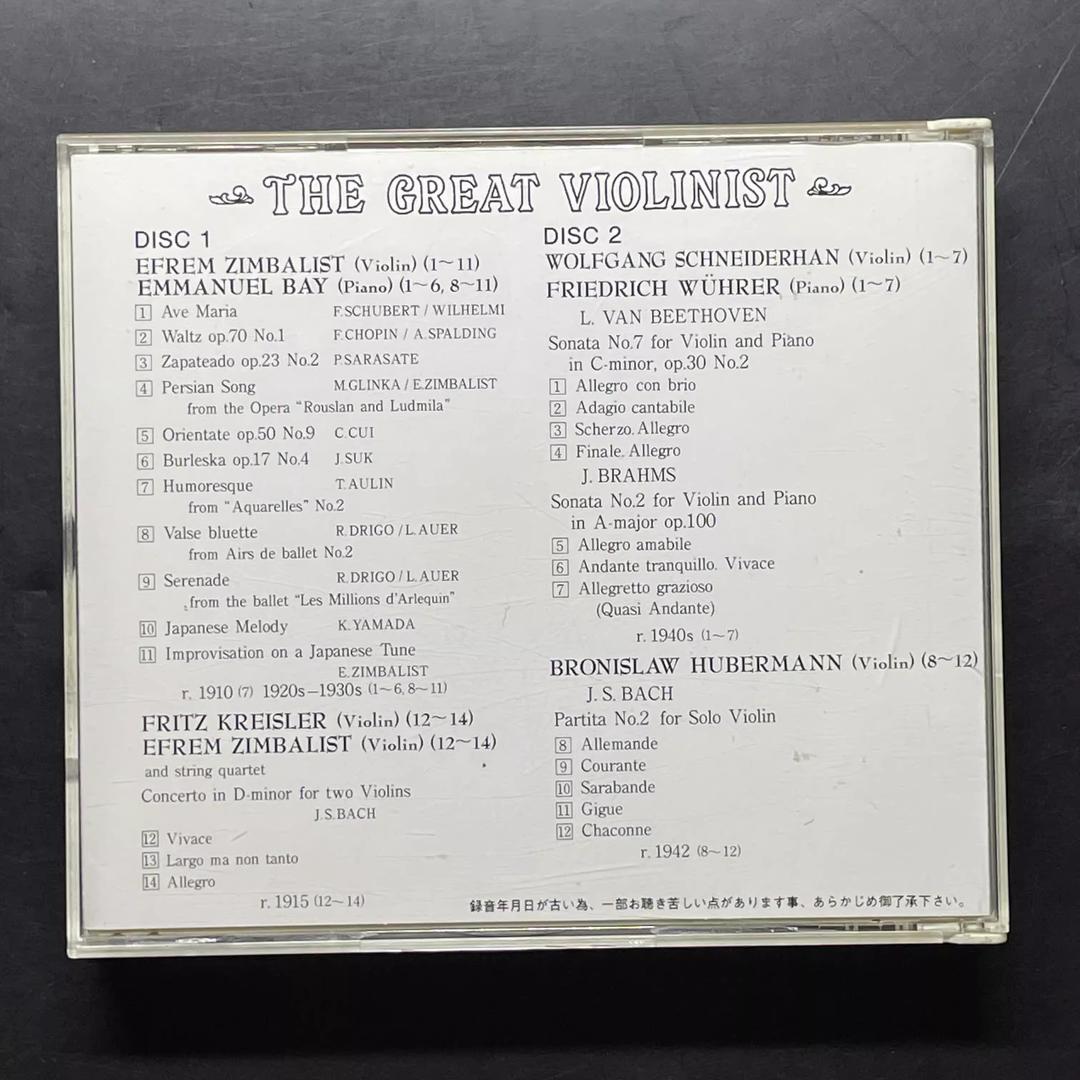 THE GREAT VIOLINIST
DISC 1
EFREM ZIMBALIST (Violin) (1〜11)
EMMANUEL BAY (Piano) (1〜6, 8〜11)
1 Ave Maria F.SCHUBERT / WILHELMI
2 Waltz op.70 No.1 F.CHOPIN / A.SPALDING
3 Zapateado op.23 No.2 P.SARASATE
4 Persian Song M.GLINKA / E.ZIMBALIST
from the Opera "Rouslan and Ludmila"
5 Orientate op.50 No.9 C.CUI
6 Burleska op.17 No.4 J.SUK
7 Humoresque T.AULIN
from "Aquarelles" No.2
8 Valse bluette R.DRIGO / L.AUER
from Airs de ballet No.2
9 Serenade R.DRIGO / L.AUER
from the ballet "Les Millions d'Arlequin"
10 Japanese Melody K.YAMADA
11 Improvisation on a Japanese Tune
E.ZIMBALIST
r. 1910 (7) 1920s−1930s (1〜6, 8〜11)
FRITZ KREISLER (Violin) (12〜14)
EFREM ZIMBALIST (Violin) (12〜14)
and string quartet
Concerto in D-minor for two Violins
J.S.BACH
12 Vivace
13 Largo ma non tanto
14 Allegro
r. 1915 (12〜14)
DISC 2
WOLFGANG SCHNEIDERHAN (Violin) (1〜7)
FRIEDRICH WÜHRER (Piano) (1〜7)
L. VAN BEETHOVEN
Sonata No.7 for Violin and Piano
in C-minor, op.30 No.2
1 Allegro con brio
2 Adagio cantabile
3 Scherzo. Allegro
4 Finale. Allegro
J. BRAHMS
Sonata No.2 for Violin and Piano
in A-major op.100
5 Allegro amabile
6 Andante tranquillo. Vivace
7 Allegretto grazioso
(Quasi Andante)
r. 1940s (1〜7)
BRONISLAW HUBERMANN (Violin) (8〜12)
J. S. BACH
Partita No.2 for Solo Violin
8 Allemande
9 Courante
10 Sarabande
11 Gigue
12 Chaconne
r. 1942 (8〜12)
録音年月日が古い為、一部お聴き苦しい点があります事、あらかじめ御了承下さい。